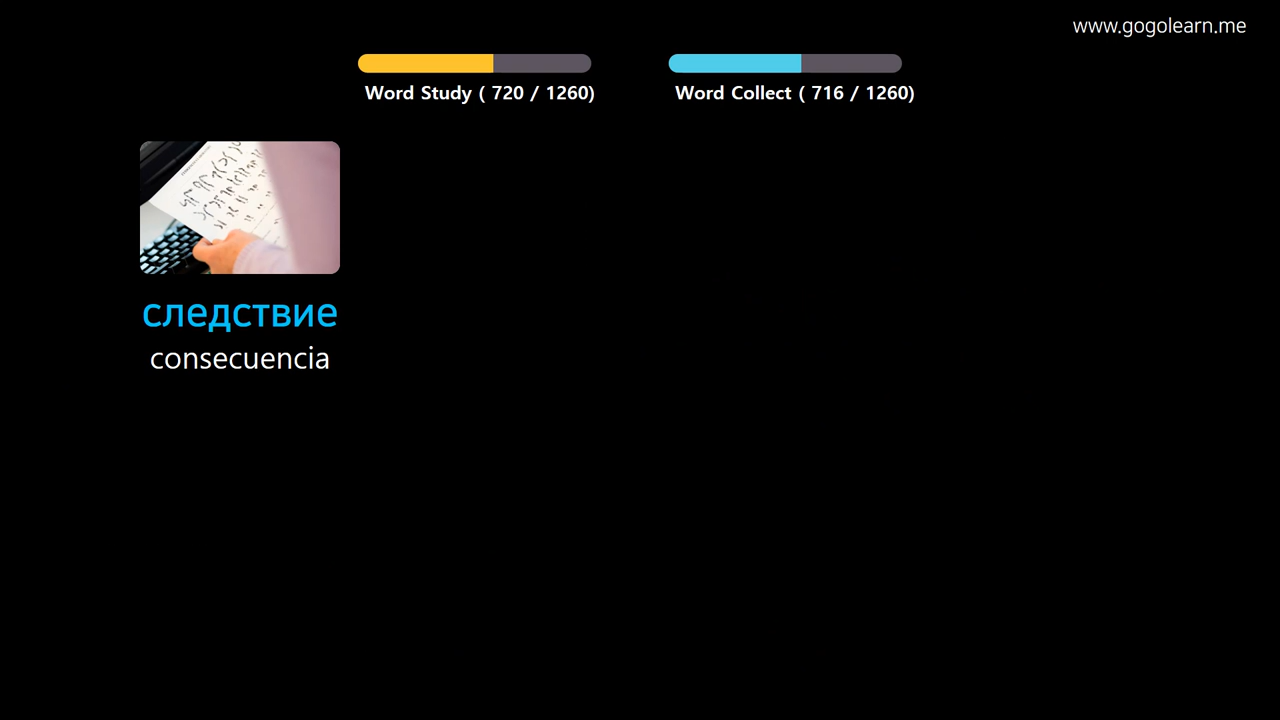 www.gogolearn.me
Word Study ( 720 / 1260)
Word Collect ( 716 / 1260)
следствие
consecuencia